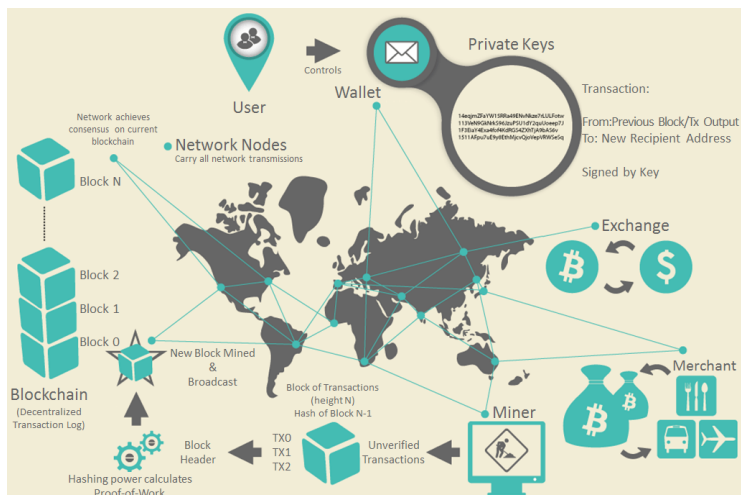 User
Controls
Wallet
Private Keys
Transaction:
From:Previous Block/Tx Output
To: New Recipient Address
Signed by Key
Network achieves
consensus on current
blockchain
Network Nodes
Carry all network transmissions
Block N
Block 2
Block 1
Block 0
Blockchain
(Decentralized
Transaction Log)
New Block Mined
&
Broadcast
Exchange
Merchant
Miner
Unverified
Transactions
Block of Transactions
(height N)
Hash of Block N-1
TX0
TX1
TX2
Block
Header
Hashing power calculates
Proof-of-Work